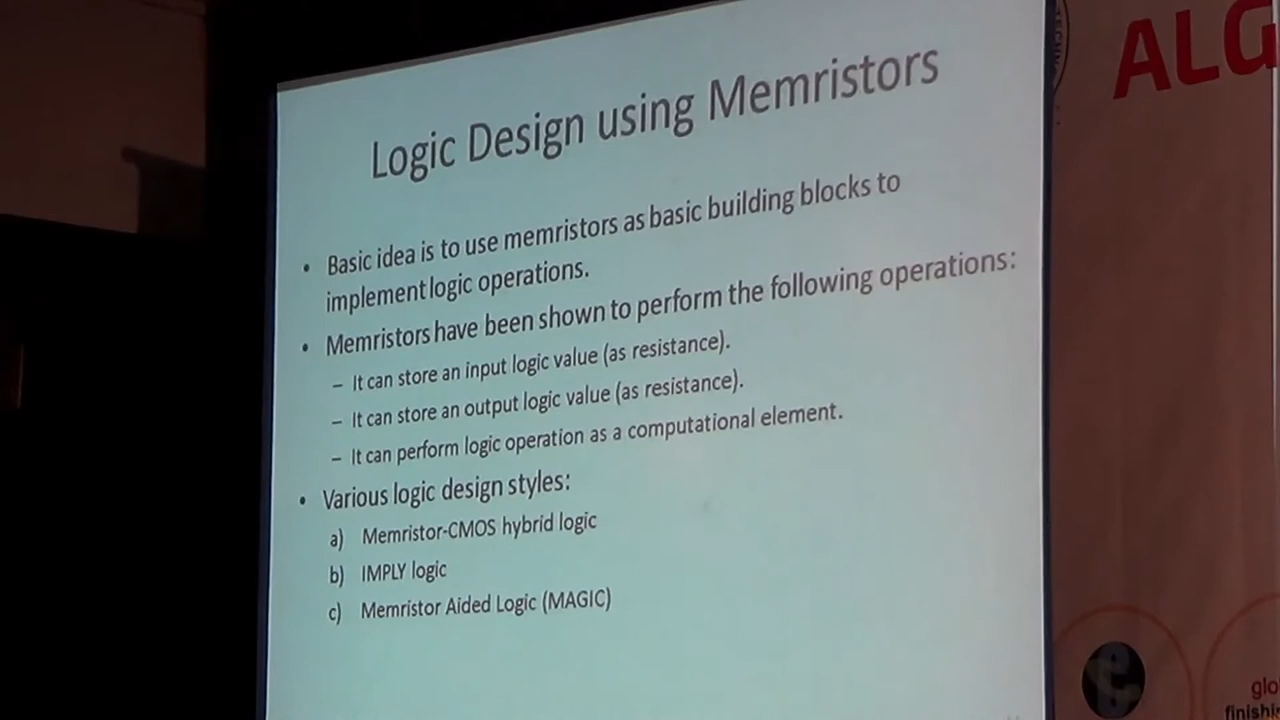 Logic Design using Memristors
• Basic idea is to use memristors as basic building blocks to
implement logic operations.
• Memristors have been shown to perform the following operations:
– It can store an input logic value (as resistance).
– It can store an output logic value (as resistance).
– It can perform logic operation as a computational element.
• Various logic design styles:
a) Memristor-CMOS hybrid logic
b) IMPLY logic
c) Memristor Aided Logic (MAGIC)
ALG
glo
finishi